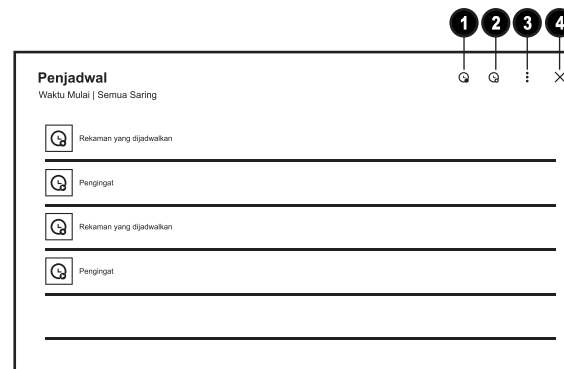 1 2 3 4
Penjadwal
Waktu Mulai | Semua Saring
Rekaman yang dijadwalkan
Pengingat
Rekaman yang dijadwalkan
Pengingat